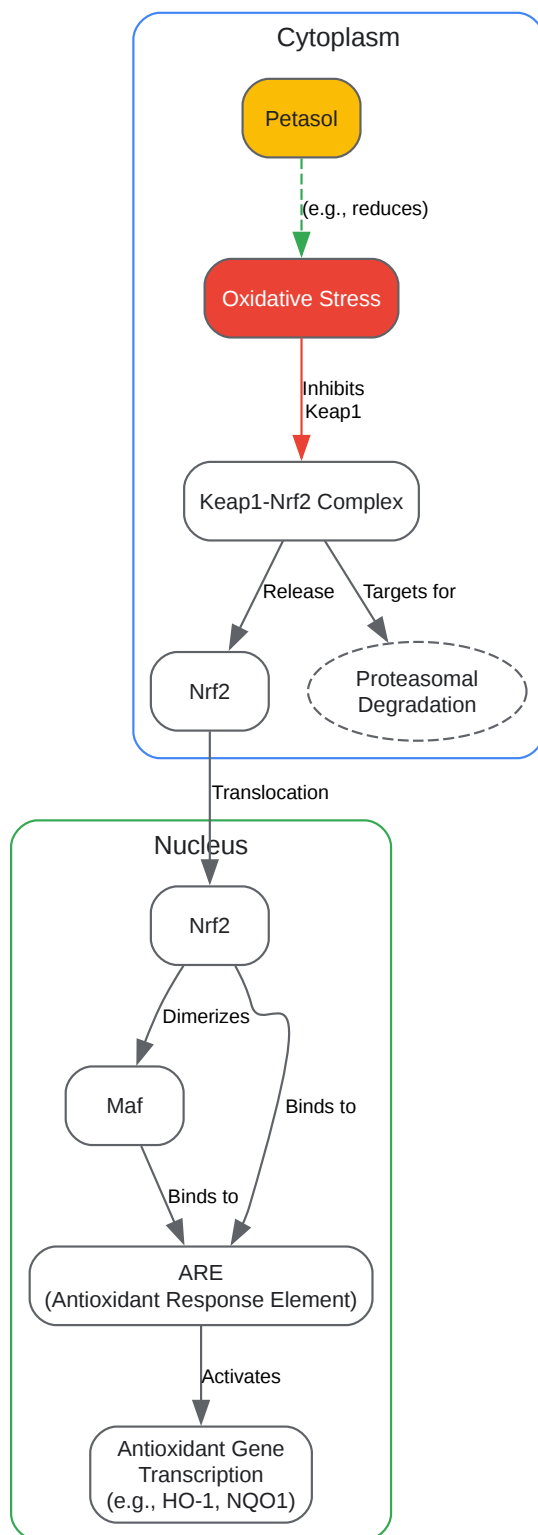 Cytoplasm
Petasol
(e.g., reduces)
Oxidative Stress
Inhibits
Keap1
Keap1-Nrf2 Complex
Release
Targets for
Nrf2
Proteasomal
Degradation
Translocation
Nucleus
Nrf2
Dimerizes
Maf
Binds to
Binds to
ARE
(Antioxidant Response Element)
Activates
Antioxidant Gene
Transcription
(e.g., HO-1, NQO1)